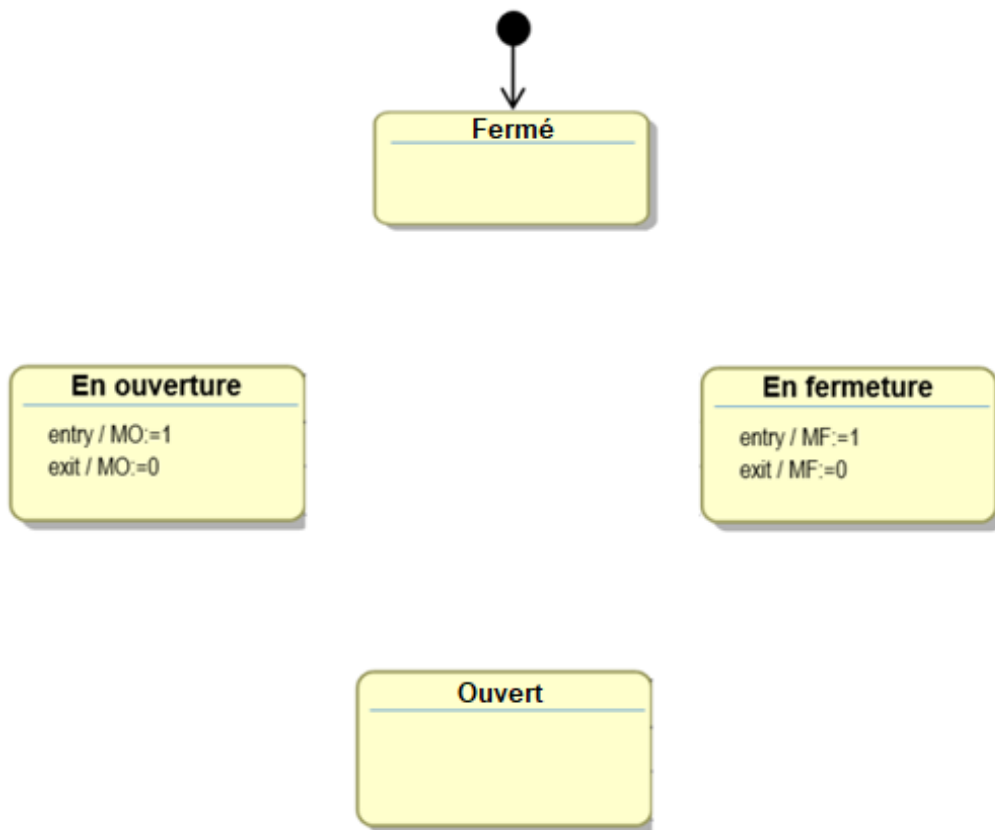 Fermé
En ouverture
entry / MO:=1
exit / MO:=0
En fermeture
entry / MF:=1
exit / MF:=0
Ouvert